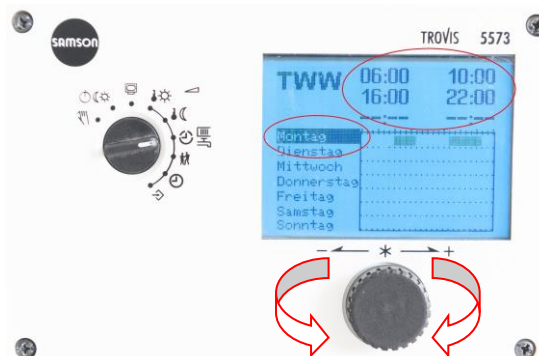 SAMSON
TROVIS 5573
TWW 06:00 10:00
16:00 22:00
--:-- --:--
Montag
Dienstag
Mittwoch
Donnerstag
Freitag
Samstag
Sonntag
- * +